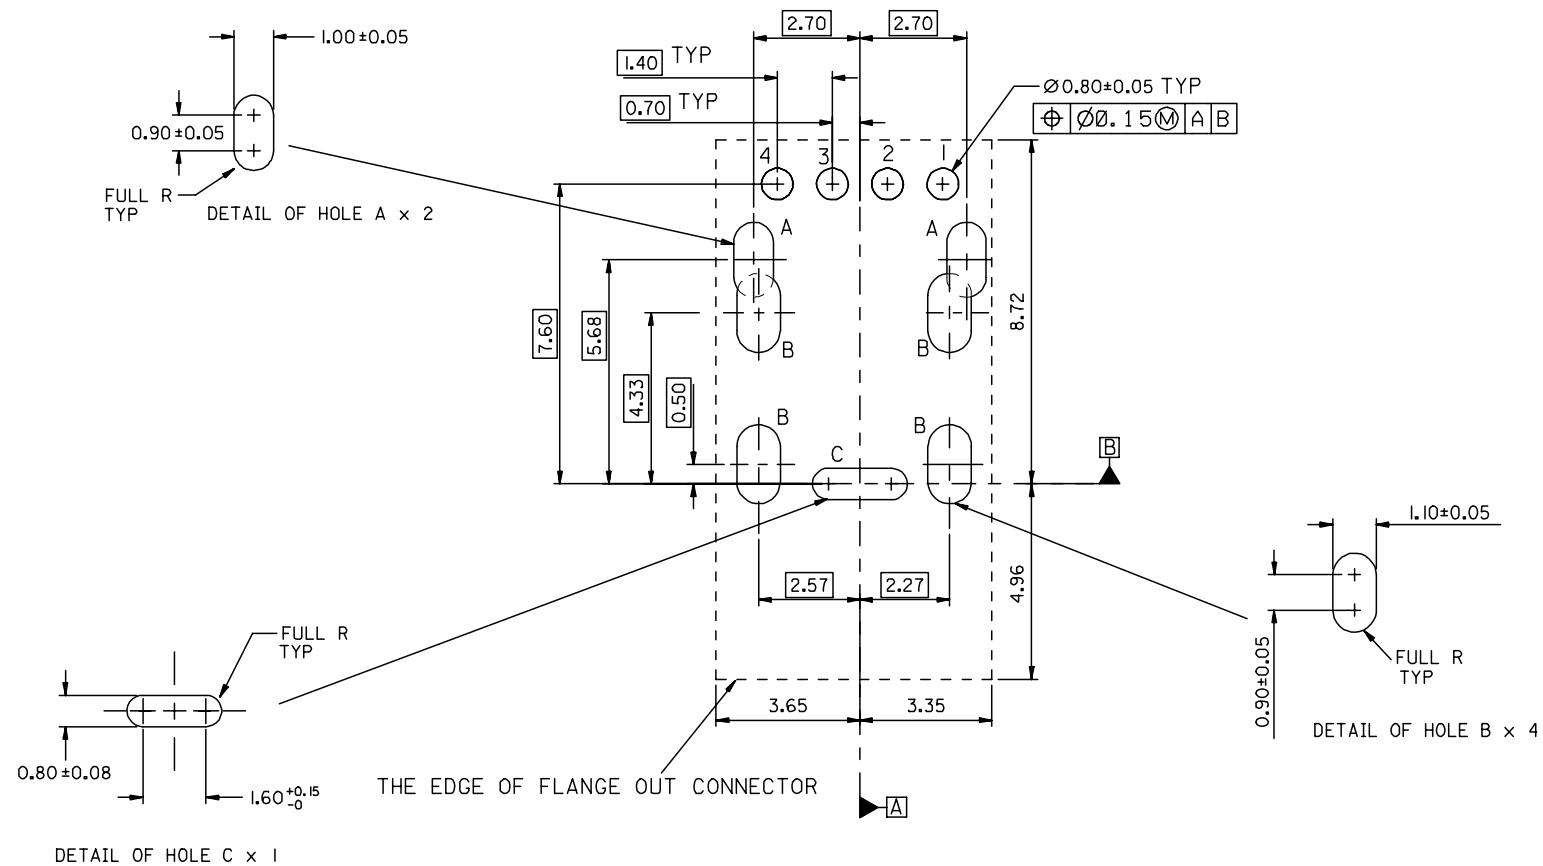 1.00±0.05
0.90±0.05
FULL R
TYP
DETAIL OF HOLE A x 2
2.70
2.70
1.40 TYP
0.70 TYP
Ø0.80±0.05 TYP
⌖ Ø0.15Ⓜ A B
4
3
2
1
A
A
B
B
B
B
C
7.60
5.68
4.33
0.50
8.72
4.96
B
2.57
2.27
3.65
3.35
A
THE EDGE OF FLANGE OUT CONNECTOR
FULL R
TYP
0.80±0.08
1.60 +0.15 -0
DETAIL OF HOLE C x 1
1.10±0.05
0.90±0.05
FULL R
TYP
DETAIL OF HOLE B x 4